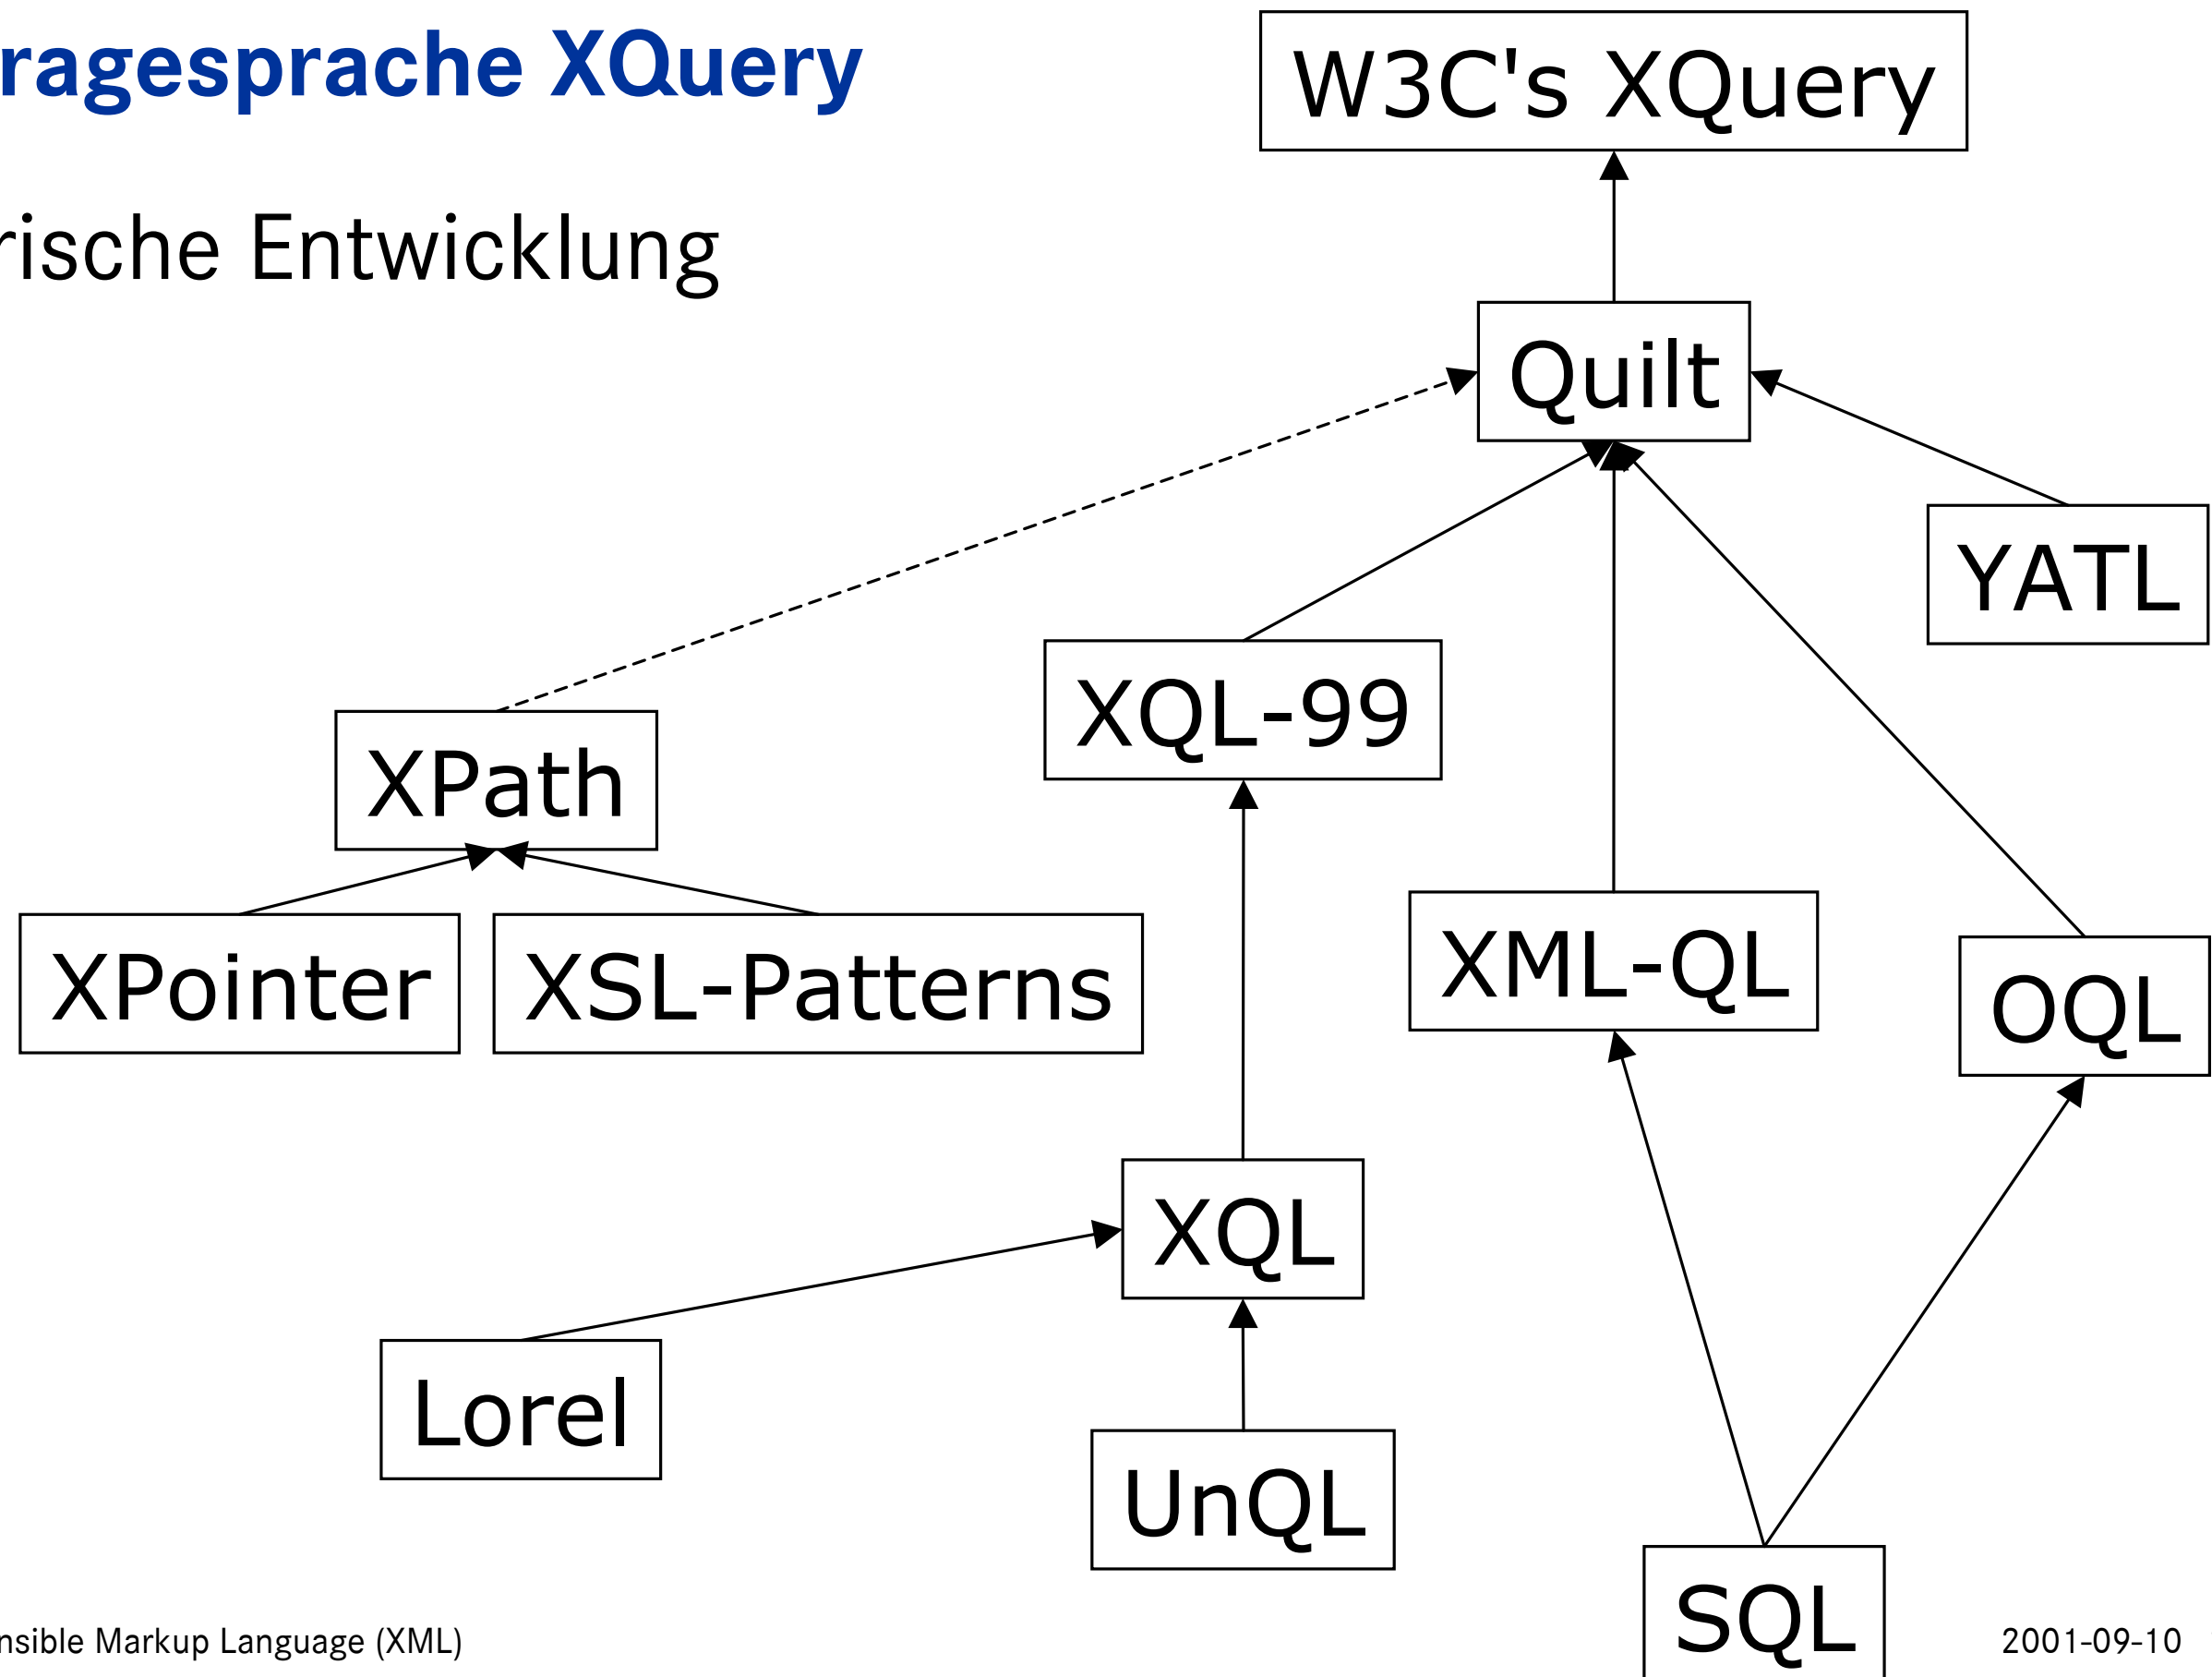 ragesprache XQuery
W3C's XQuery
rische Entwicklung
Quilt
YATL
XQL-99
XPath
XPointer
XSL-Patterns
XML-QL
OQL
XQL
Lorel
UnQL
SQL
nsible Markup Language (XML)
2001-09-10